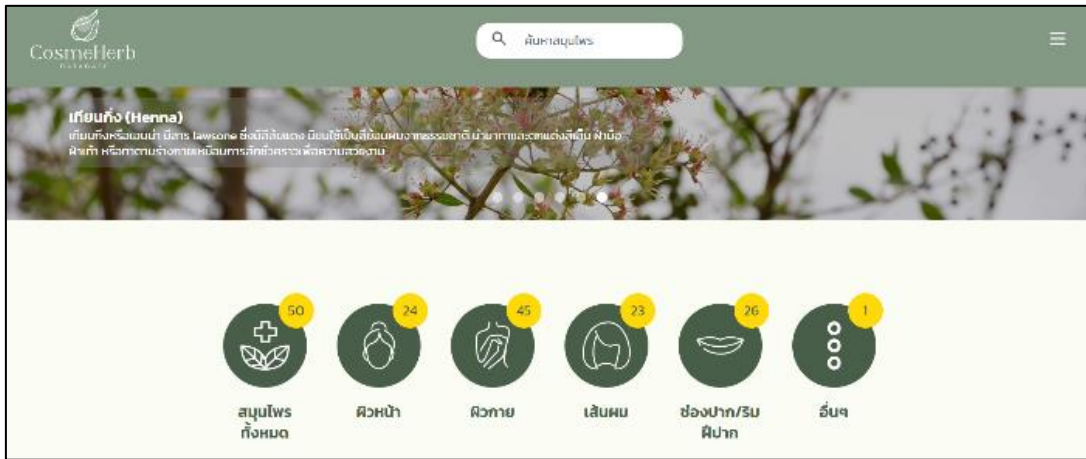 CosmeHerb
DATABASE
ค้นหาสมุนไพร
เทียนกิ่ง (Henna)
เทียนกิ่งหรือเฮนน่า มีสาร lawsone ซึ่งมีสีส้มแดง นิยมใช้เป็นสีย้อมผมจากธรรมชาติ นำมาทาและตกแต่งสีเล็บ ฝ่ามือ
ฝ่าเท้า หรือทาตามร่างกายเหมือนการสักชั่วคราวเพื่อความสวยงาม
50
24
45
23
26
1
สมุนไพร
ทั้งหมด
ผิวหน้า
ผิวกาย
เส้นผม
ช่องปาก/ริม
ฝีปาก
อื่นๆ